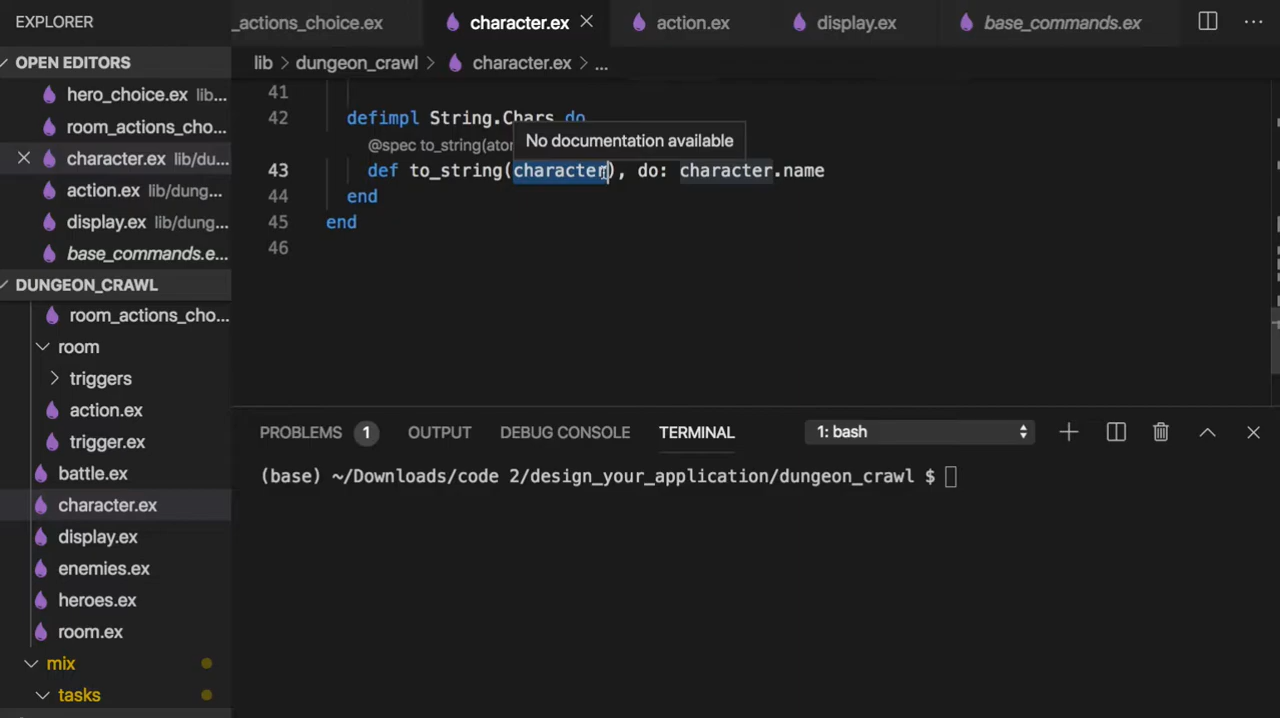 EXPLORER
_actions_choice.ex
character.ex
action.ex
display.ex
base_commands.ex
OPEN EDITORS
hero_choice.ex lib...
room_actions_cho...
character.ex lib/du...
action.ex lib/dung...
display.ex lib/dung...
base_commands.e...
DUNGEON_CRAWL
room_actions_cho...
room
triggers
action.ex
trigger.ex
battle.ex
character.ex
display.ex
enemies.ex
heroes.ex
room.ex
mix
tasks
lib dungeon_crawl character.ex ...
41
42 defimpl String.Chars do
@spec to_string(ato
No documentation available
43 def to_string(character), do: character.name
44 end
45 end
46
PROBLEMS 1 OUTPUT DEBUG CONSOLE TERMINAL 1: bash
(base) ~/Downloads/code 2/design_your_application/dungeon_crawl $